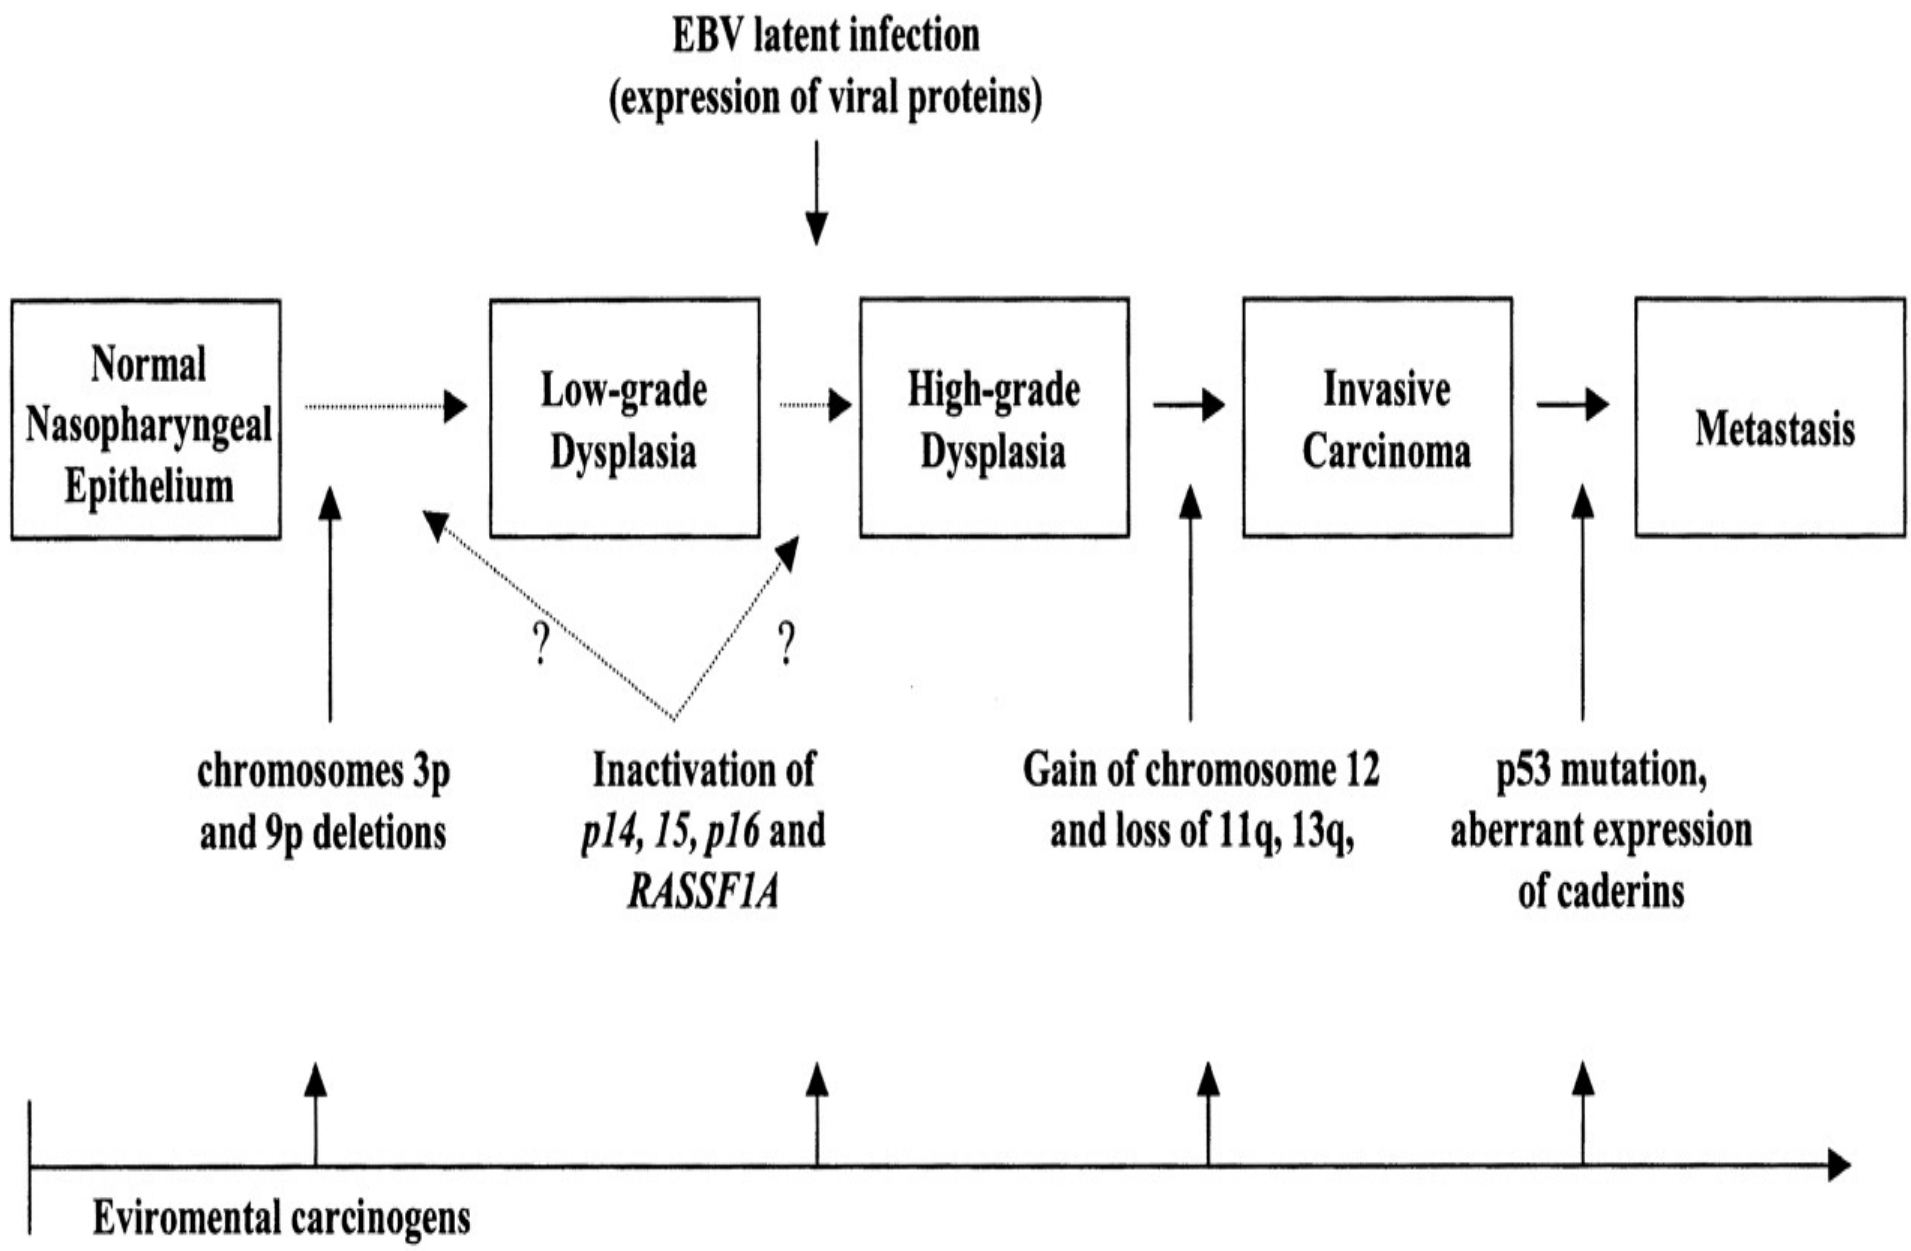 EBV latent infection
(expression of viral proteins)
Normal
Nasopharyngeal
Epithelium
Low-grade
Dysplasia
High-grade
Dysplasia
Invasive
Carcinoma
Metastasis
?
?
chromosomes 3p
and 9p deletions
Inactivation of
p14, 15, p16 and
RASSF1A
Gain of chromosome 12
and loss of 11q, 13q,
p53 mutation,
aberrant expression
of caderins
Eviromental carcinogens